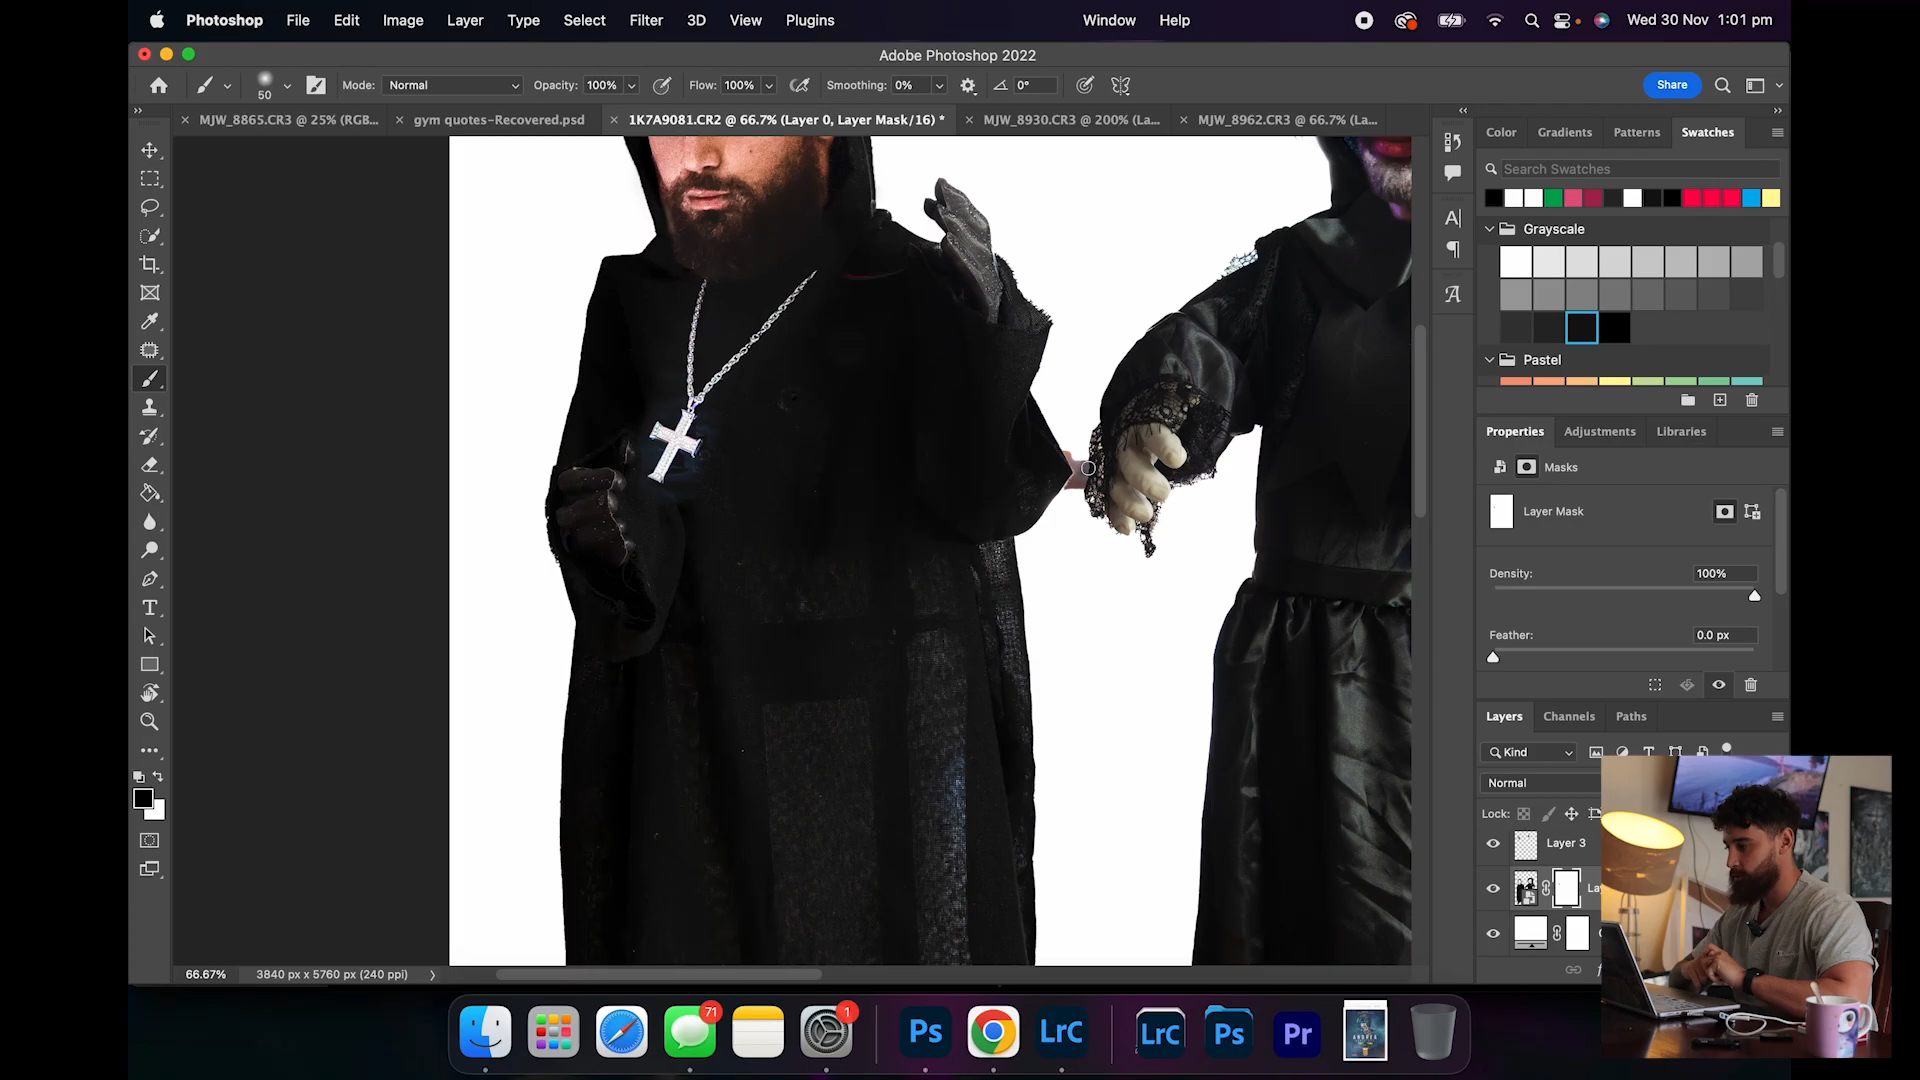 Photoshop File Edit Image Layer Type Select Filter 3D View Plugins Window Help Wed 30 Nov 1:01 pm
Adobe Photoshop 2022
50 Mode: Normal Opacity: 100% Flow: 100% Smoothing: 0% 0° Share
MJW_8865.CR3 @ 25% (RGB... gym quotes-Recovered.psd 1K7A9081.CR2 @ 66.7% (Layer 0, Layer Mask/16) * MJW_8930.CR3 @ 200% (La... MJW_8962.CR3 @ 66.7% (La...
Color Gradients Patterns Swatches
Search Swatches
Grayscale
Pastel
Properties Adjustments Libraries
Masks
Layer Mask
Density: 100%
Feather: 0.0 px
Layers Channels Paths
Kind
Normal
Lock:
Layer 3
La
66.67% 3840 px x 5760 px (240 ppi)
71 1
Ps LrC LrC Ps Pr